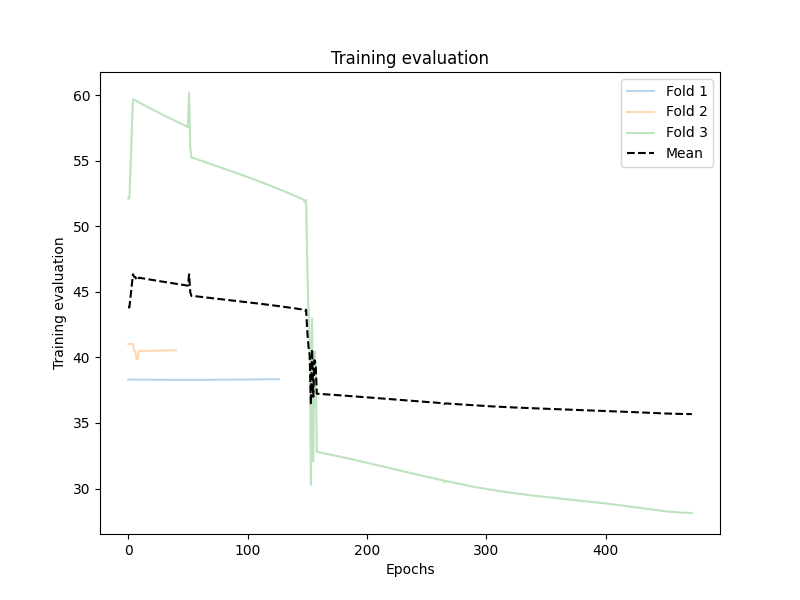 Training evaluation
Fold 1
Fold 2
Fold 3
Mean
Training evaluation
60
55
50
45
40
35
30
0
100
200
300
400
Epochs